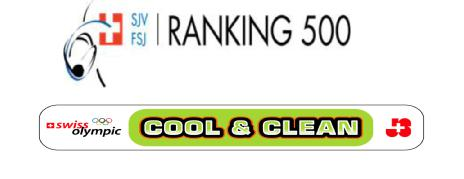 SJV
FSJ | RANKING 500
swiss olympic COOL & CLEAN J+S